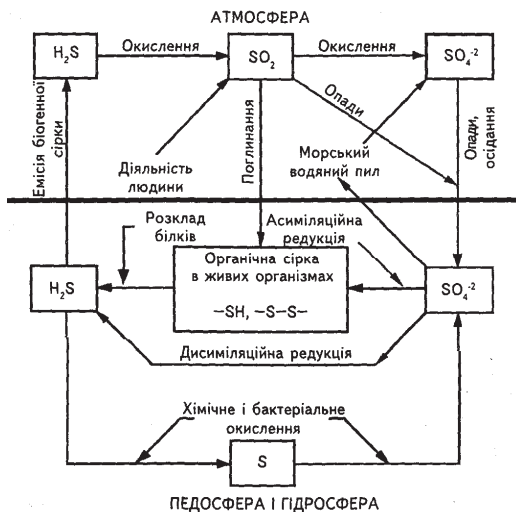 АТМОСФЕРА
H₂S
Окислення
SO₂
Окислення
SO₄⁻²
Емісія біогенної
сірки
Поглинання
Опади
Опади,
осідання
Діяльність
людини
Морський
водяний пил
Розклад
білків
Асиміляційна
редукція
H₂S
Органічна сірка
в живих організмах
–SH, –S–S–
SO₄⁻²
Дисиміляційна редукція
Хімічне і бактеріальне
окислення
S
ПЕДОСФЕРА І ГІДРОСФЕРА